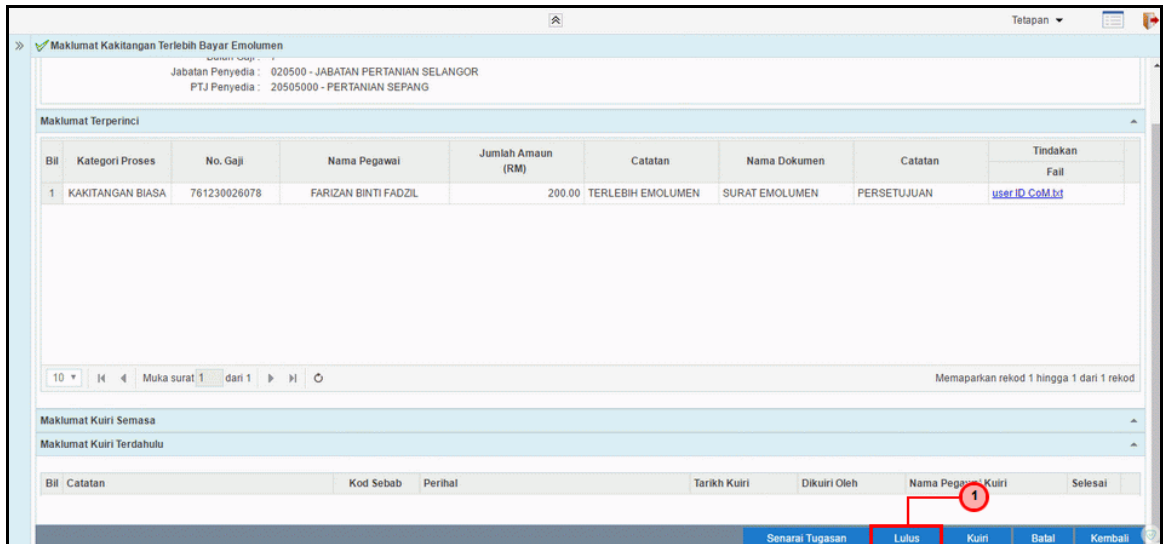 Tetapan
Maklumat Kakitangan Terlebih Bayar Emolumen
Bulan Gaji : 7
Jabatan Penyedia : 020500 - JABATAN PERTANIAN SELANGOR
PTJ Penyedia : 20505000 - PERTANIAN SEPANG
Maklumat Terperinci
Bil Kategori Proses No. Gaji Nama Pegawai Jumlah Amaun (RM) Catatan Nama Dokumen Catatan Tindakan
Fail
1 KAKITANGAN BIASA 761230026078 FARIZAN BINTI FADZIL 200.00 TERLEBIH EMOLUMEN SURAT EMOLUMEN PERSETUJUAN user ID CoM.txt
10 Muka surat 1 dari 1 Memaparkan rekod 1 hingga 1 dari 1 rekod
Maklumat Kuiri Semasa
Maklumat Kuiri Terdahulu
Bil Catatan Kod Sebab Perihal Tarikh Kuiri Dikuiri Oleh Nama Pegawai Kuiri Selesai
1
Senarai Tugasan Lulus Kuiri Batal Kembali